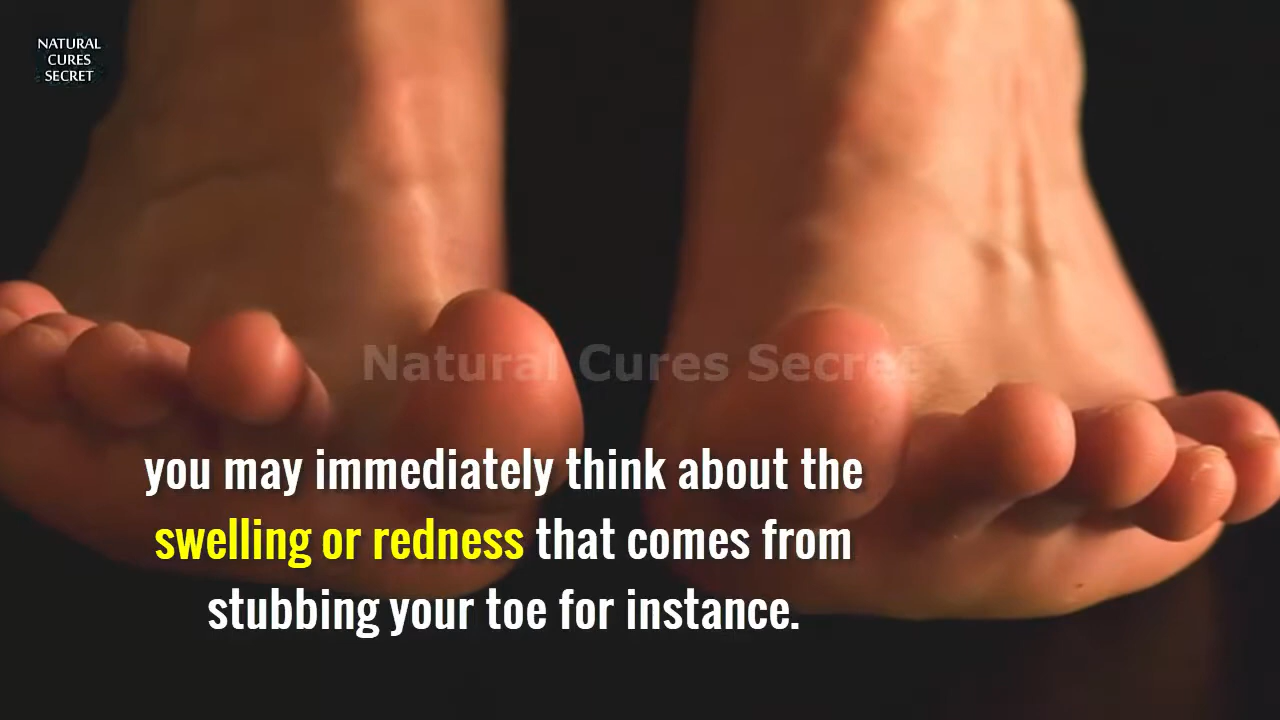 NATURAL
CURES
SECRET
Natural Cures Secret
you may immediately think about the
swelling or redness that comes from
stubbing your toe for instance.